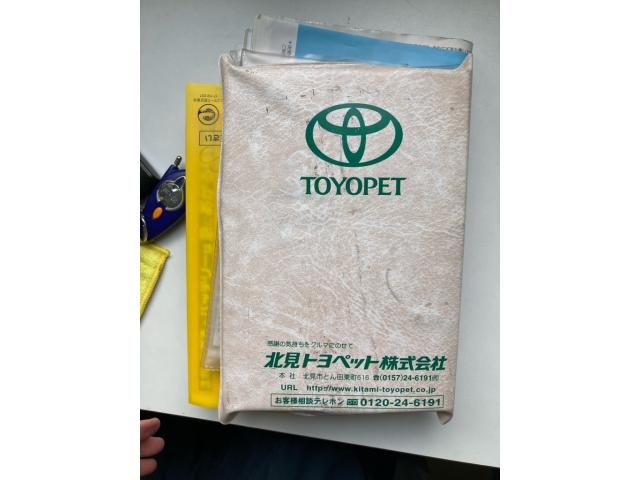 TOYOPET
感謝の気持ちをクルマにのせて
北見トヨペット株式会社
本社 北見市とん田東町616 ☎(0157)24-6191㈹
URL http://www.kitami-toyopet.co.jp
お客様相談テレホン 0120-24-6191